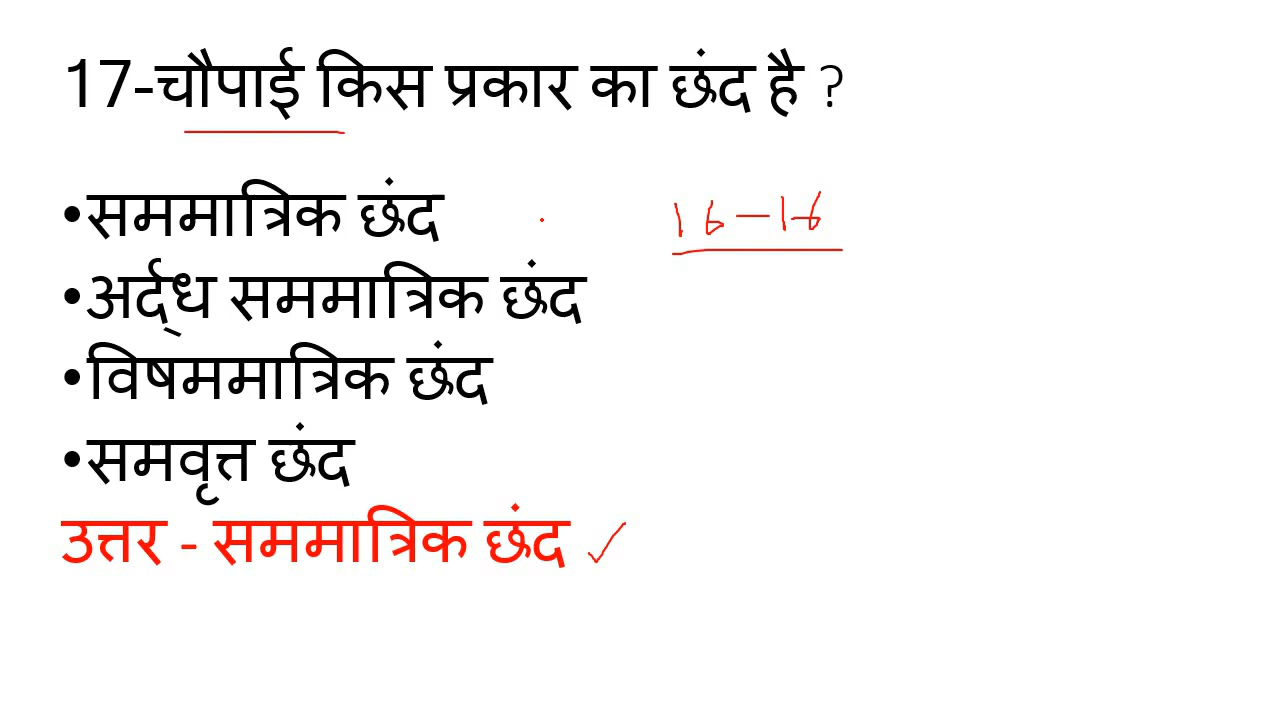 17-चौपाई किस प्रकार का छंद है ?
•सममात्रिक छंद
16-16
•अर्द्ध सममात्रिक छंद
•विषममात्रिक छंद
•समवृत्त छंद
उत्तर - सममात्रिक छंद ✓